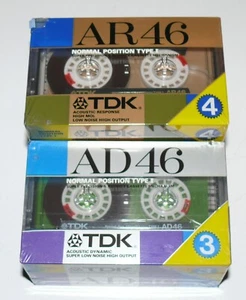 AR46
NORMAL POSITION TYPE I
TDK
ACOUSTIC RESPONSE
HIGH MOL
LOW NOISE HIGH OUTPUT
4
AD46
NORMAL POSITION TYPE I
AD46
TDK
ACOUSTIC DYNAMIC
SUPER LOW NOISE HIGH OUTPUT
3